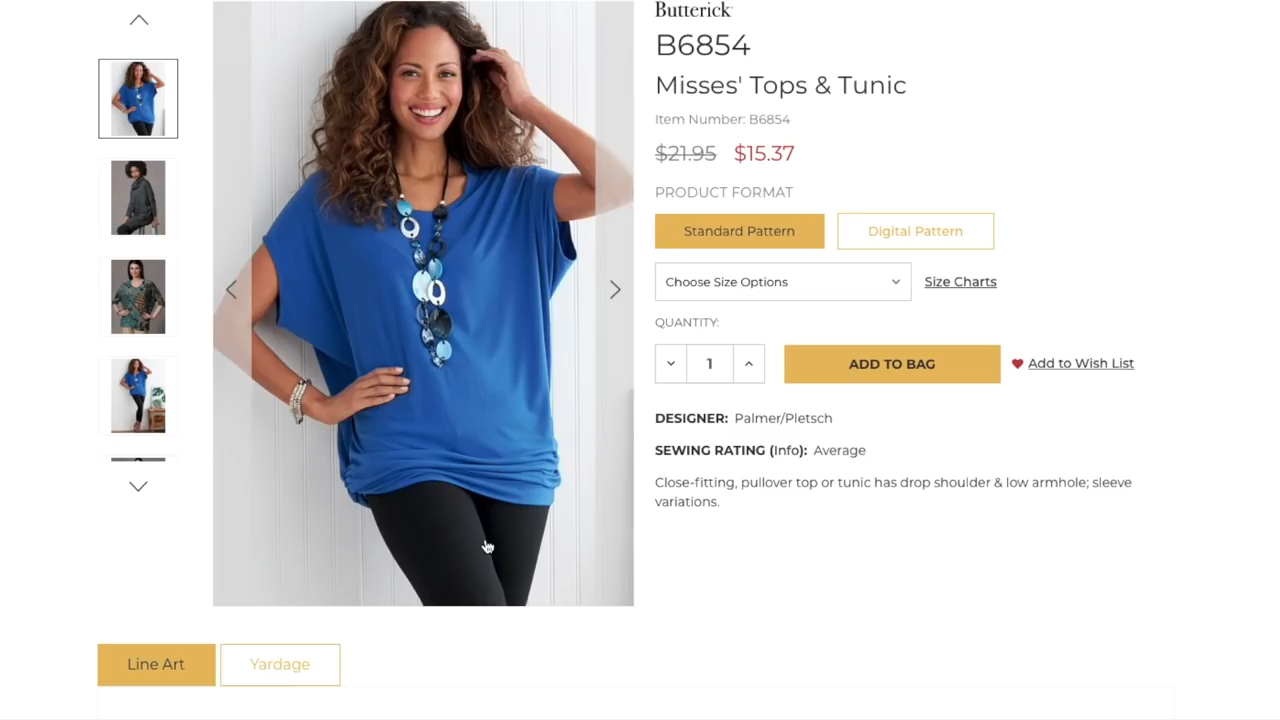 Butterick
B6854
Misses' Tops & Tunic
Item Number: B6854
$21.95 $15.37
PRODUCT FORMAT
Standard Pattern Digital Pattern
Choose Size Options Size Charts
QUANTITY:
1 ADD TO BAG Add to Wish List
DESIGNER: Palmer/Pletsch
SEWING RATING (Info): Average
Close-fitting, pullover top or tunic has drop shoulder & low armhole; sleeve
variations.
Line Art Yardage